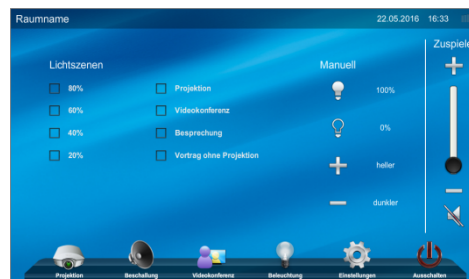 Raumname 22.05.2016 16:33
Zuspiele
Lichtszenen Manuell
80% Projektion 100%
60% Videokonferenz
40% Besprechung 0%
20% Vortrag ohne Projektion heller
dunkler
Projektion Beschallung Videokonferenz Beleuchtung Einstellungen Ausschalten